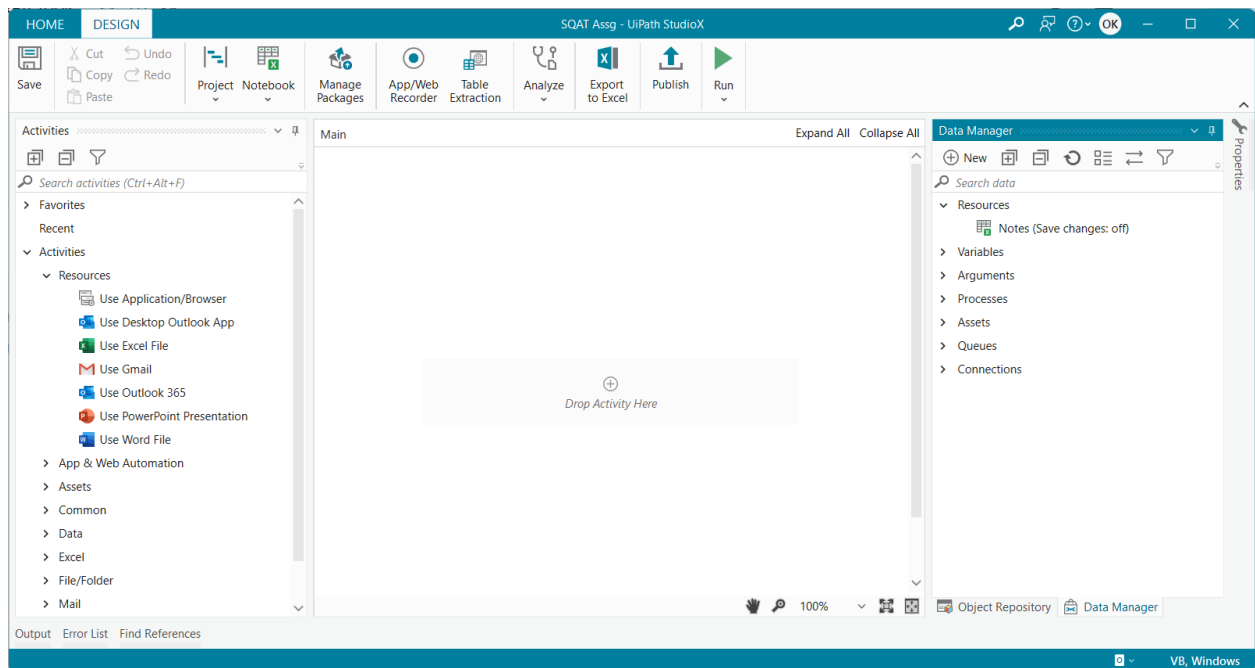 HOME DESIGN SQAT Assg - UiPath StudioX OK
Save
Cut
Copy
Paste
Undo
Redo
Project
Notebook
Manage
Packages
App/Web
Recorder
Table
Extraction
Analyze
Export
to Excel
Publish
Run
Activities
Search activities (Ctrl+Alt+F)
Favorites
Recent
Activities
Resources
Use Application/Browser
Use Desktop Outlook App
Use Excel File
Use Gmail
Use Outlook 365
Use PowerPoint Presentation
Use Word File
App & Web Automation
Assets
Common
Data
Excel
File/Folder
Mail
Main Expand All Collapse All
Drop Activity Here
100%
Data Manager
New
Search data
Resources
Notes (Save changes: off)
Variables
Arguments
Processes
Assets
Queues
Connections
Object Repository Data Manager
Properties
Output Error List Find References
VB, Windows